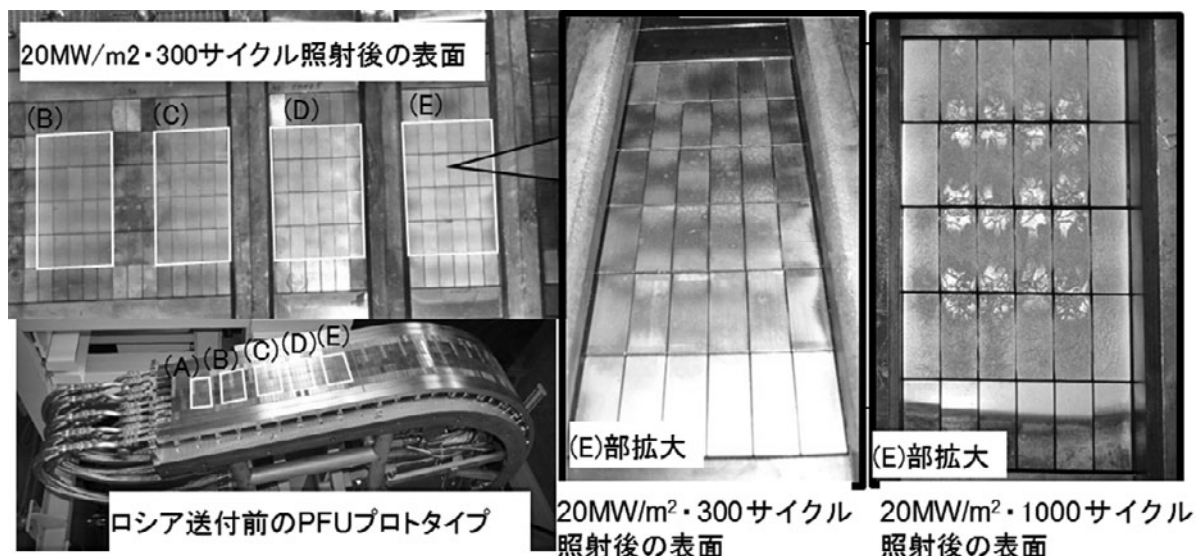 20MW/m2・300サイクル照射後の表面
(B)
(C)
(D)
(E)
(A)
(B)
(C)
(D)
(E)
ロシア送付前のPFUプロトタイプ
(E)部拡大
20MW/m²・300サイクル
照射後の表面
(E)部拡大
20MW/m²・1000サイクル
照射後の表面